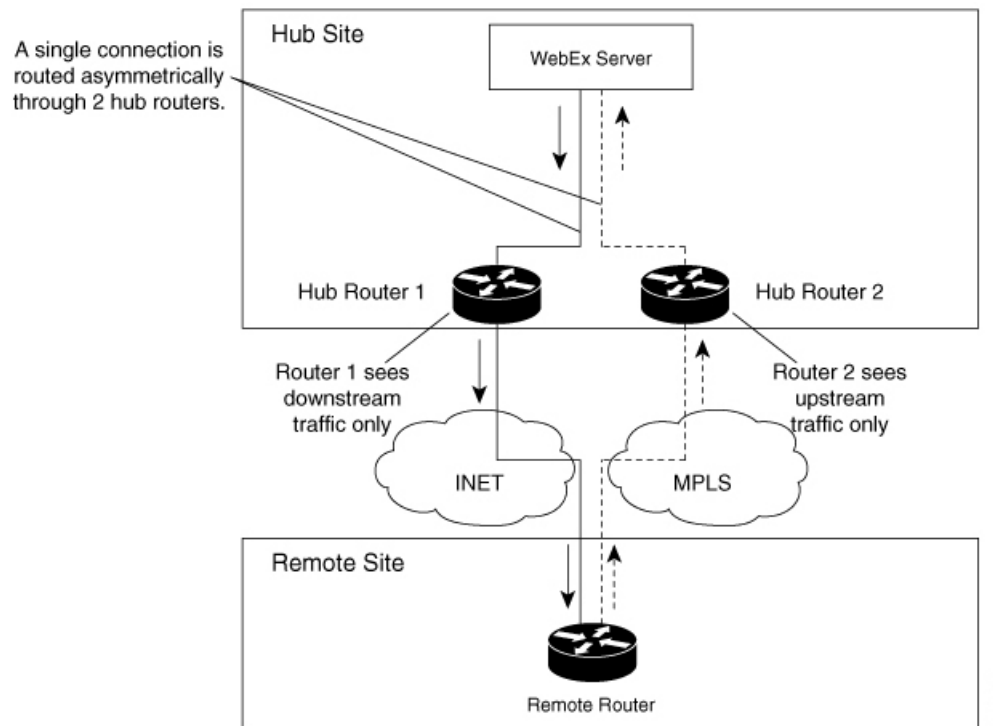 Hub Site
WebEx Server
A single connection is
routed asymmetrically
through 2 hub routers.
Hub Router 1
Hub Router 2
Router 1 sees
downstream
traffic only
Router 2 sees
upstream
traffic only
INET
MPLS
Remote Site
Remote Router